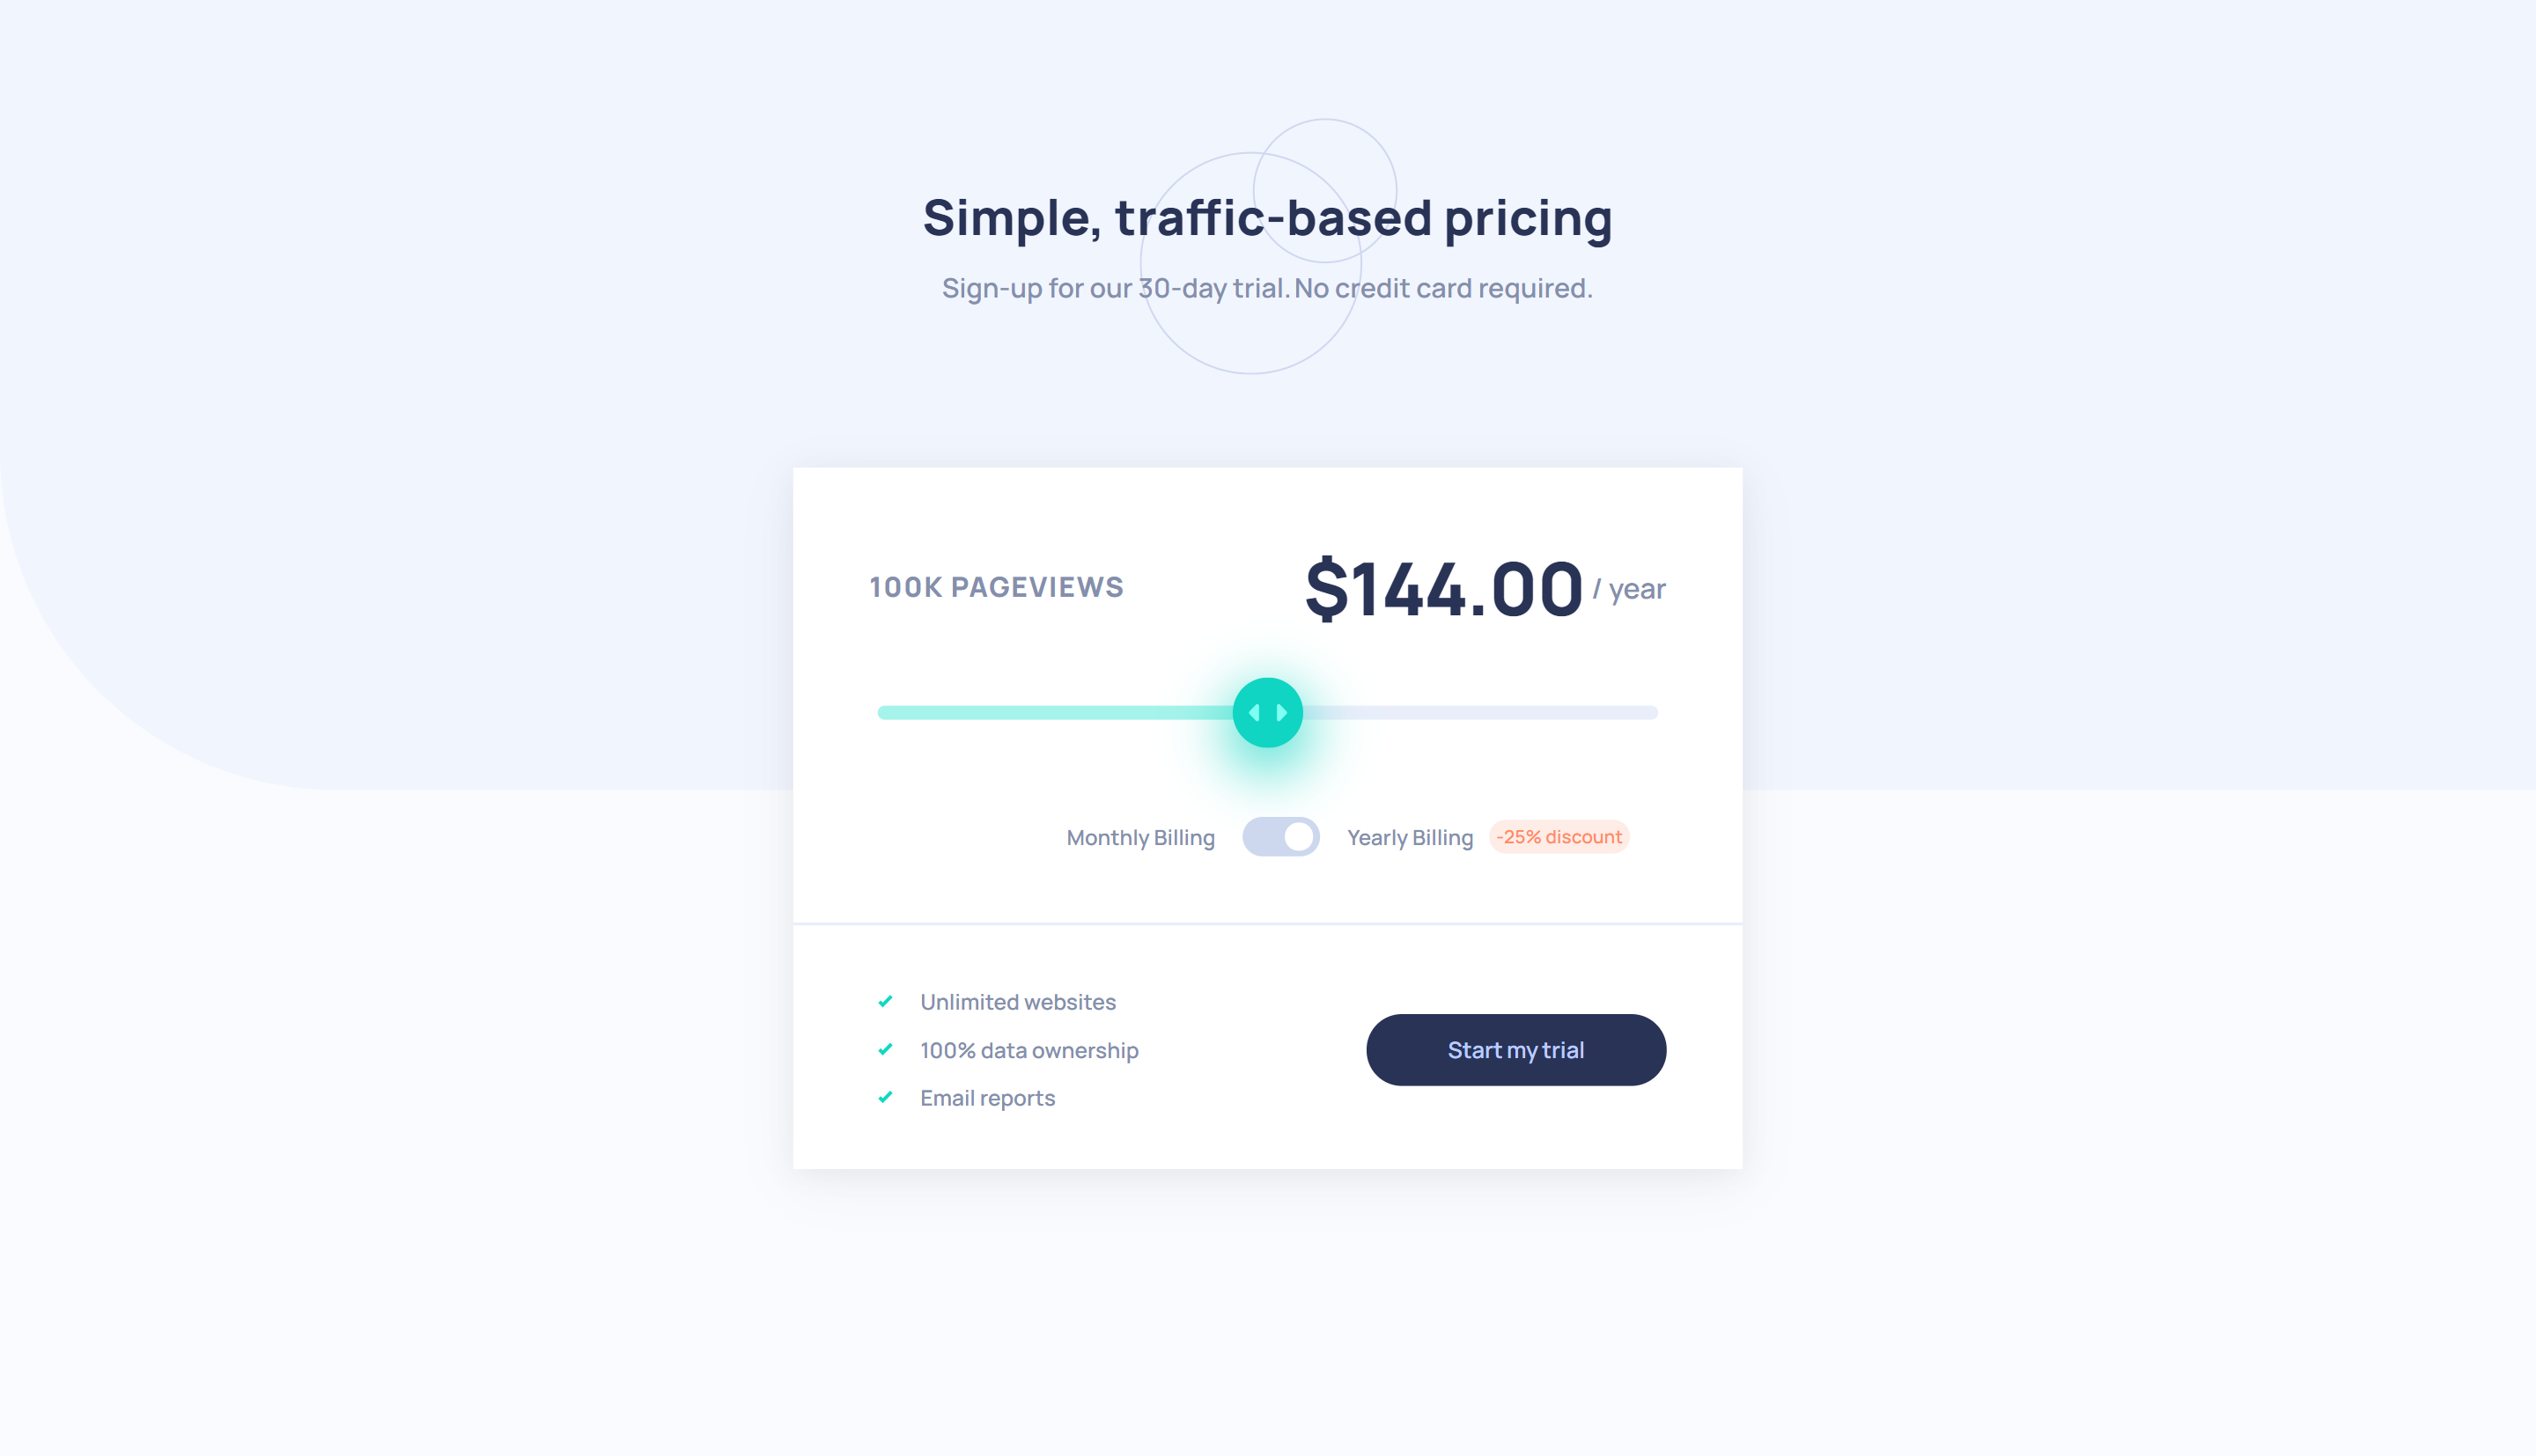 Simple, traffic-based pricing
Sign-up for our 30-day trial. No credit card required.
100K PAGEVIEWS
$144.00 / year
Monthly Billing
Yearly Billing
-25% discount
Unlimited websites
100% data ownership
Email reports
Start my trial